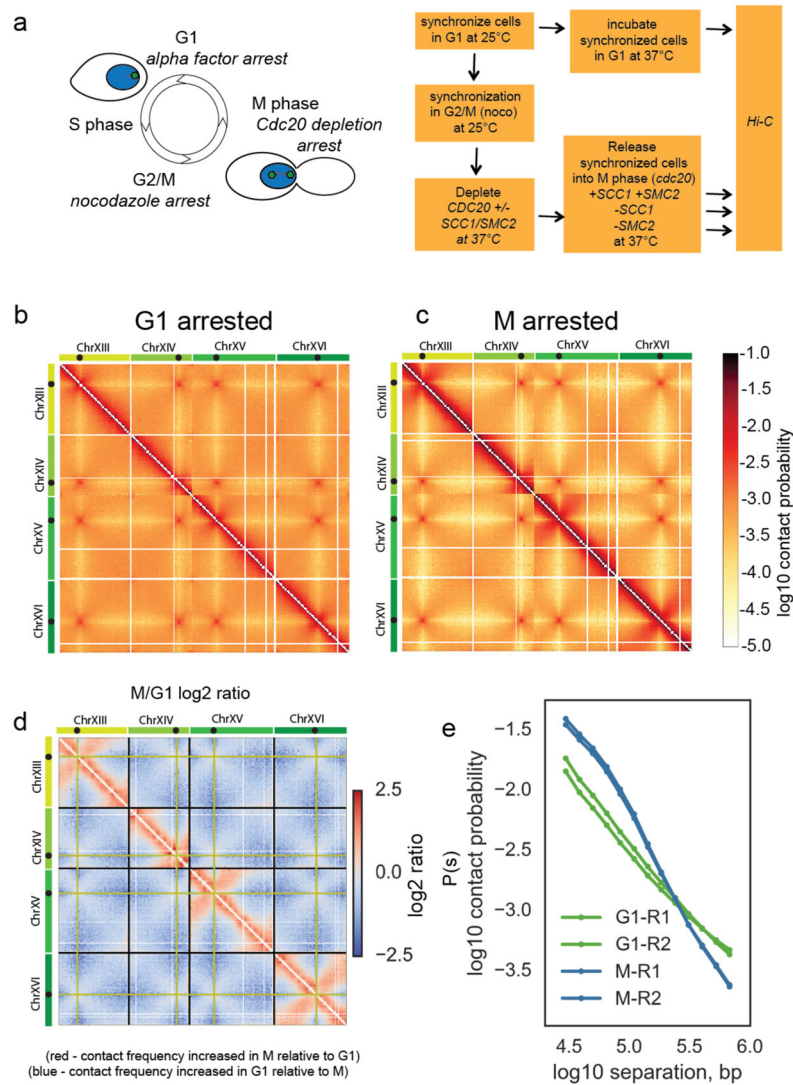 a
G1
alpha factor arrest
S phase
M phase
Cdc20 depletion
arrest
G2/M
nocodazole arrest
synchronize cells
in G1 at 25°C
incubate
synchronized cells
in G1 at 37°C
synchronization
in G2/M (noco)
at 25°C
Deplete
CDC20 +/-
SCC1/SMC2
at 37°C
Release
synchronized cells
into M phase (cdc20)
+SCC1 +SMC2
-SCC1
-SMC2
at 37°C
Hi-C
b
G1 arrested
ChrXIII ChrXIV ChrXV ChrXVI
ChrXIII
ChrXIV
ChrXV
ChrXVI
c
M arrested
ChrXIII ChrXIV ChrXV ChrXVI
ChrXIII
ChrXIV
ChrXV
ChrXVI
-1.0
-1.5
-2.0
-2.5
-3.0
-3.5
-4.0
-4.5
-5.0
log10 contact probability
d
M/G1 log2 ratio
ChrXIII ChrXIV ChrXV ChrXVI
ChrXIII
ChrXIV
ChrXV
ChrXVI
2.5
0.0
−2.5
log2 ratio
(red - contact frequency increased in M relative to G1)
(blue - contact frequency increased in G1 relative to M)
e
P(s)
log10 contact probability
−1.5
−2.0
−2.5
−3.0
−3.5
G1-R1
G1-R2
M-R1
M-R2
4.5 5.0 5.5 6.0
log10 separation, bp